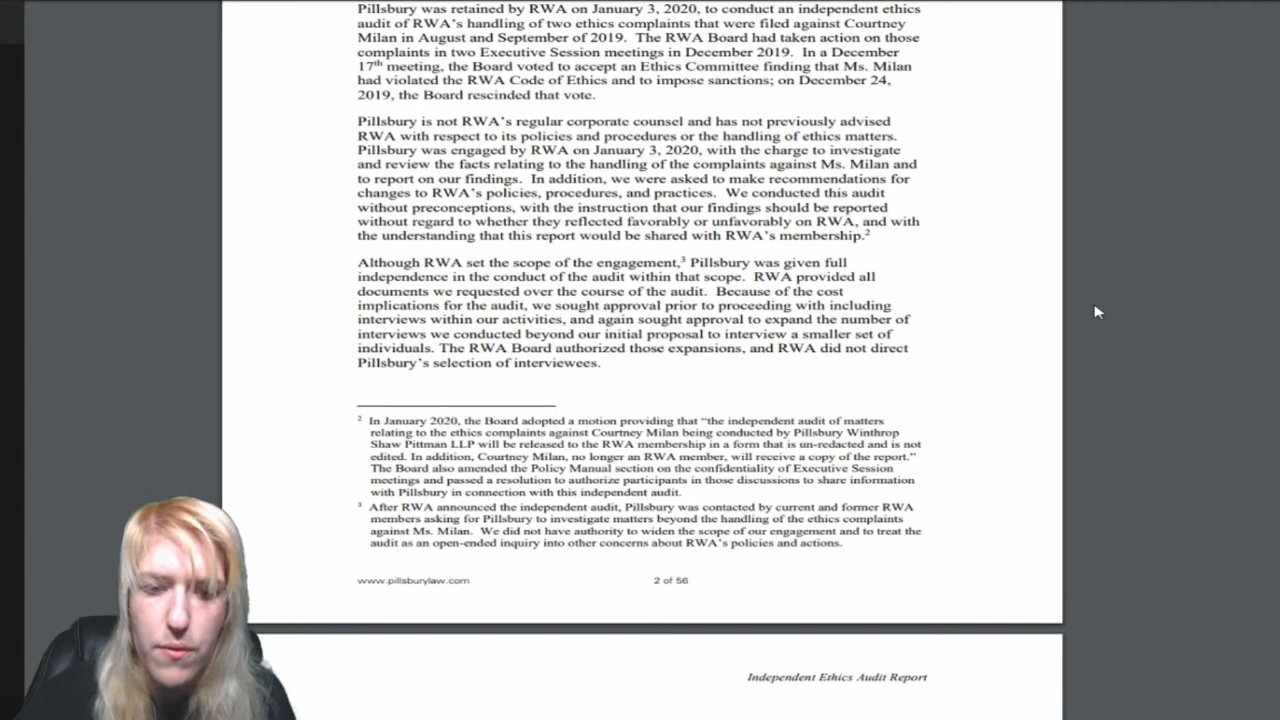 Pillsbury was retained by RWA on January 3, 2020, to conduct an independent ethics
audit of RWA's handling of two ethics complaints that were filed against Courtney
Milan in August and September of 2019. The RWA Board had taken action on those
complaints in two Executive Session meetings in December 2019. In a December
17th meeting, the Board voted to accept an Ethics Committee finding that Ms. Milan
had violated the RWA Code of Ethics and to impose sanctions; on December 24,
2019, the Board rescinded that vote.
Pillsbury is not RWA's regular corporate counsel and has not previously advised
RWA with respect to its policies and procedures or the handling of ethics matters.
Pillsbury was engaged by RWA on January 3, 2020, with the charge to investigate
and review the facts relating to the handling of the complaints against Ms. Milan and
to report on our findings. In addition, we were asked to make recommendations for
changes to RWA's policies, procedures, and practices. We conducted this audit
without preconceptions, with the instruction that our findings should be reported
without regard to whether they reflected favorably or unfavorably on RWA, and with
the understanding that this report would be shared with RWA's membership.2
Although RWA set the scope of the engagement,3 Pillsbury was given full
independence in the conduct of the audit within that scope. RWA provided all
documents we requested over the course of the audit. Because of the cost
implications for the audit, we sought approval prior to proceeding with including
interviews within our activities, and again sought approval to expand the number of
interviews we conducted beyond our initial proposal to interview a smaller set of
individuals. The RWA Board authorized those expansions, and RWA did not direct
Pillsbury's selection of interviewees.
2 In January 2020, the Board adopted a motion providing that "the independent audit of matters
relating to the ethics complaints against Courtney Milan being conducted by Pillsbury Winthrop
Shaw Pittman LLP will be released to the RWA membership in a form that is un-redacted and is not
edited. In addition, Courtney Milan, no longer an RWA member, will receive a copy of the report."
The Board also amended the Policy Manual section on the confidentiality of Executive Session
meetings and passed a resolution to authorize participants in those discussions to share information
with Pillsbury in connection with this independent audit.
3 After RWA announced the independent audit, Pillsbury was contacted by current and former RWA
members asking for Pillsbury to investigate matters beyond the handling of the ethics complaints
against Ms. Milan. We did not have authority to widen the scope of our engagement and to treat the
audit as an open-ended inquiry into other concerns about RWA's policies and actions.
www.pillsburylaw.com 2 of 56
Independent Ethics Audit Report